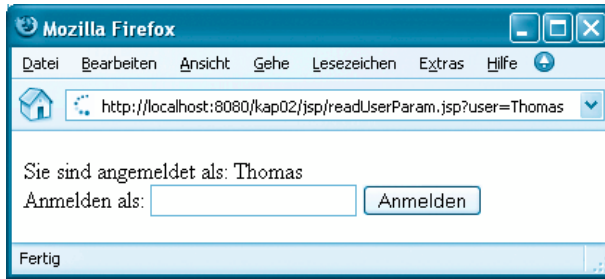 Mozilla Firefox
Datei Bearbeiten Ansicht Gehe Lesezeichen Extras Hilfe
http://localhost:8080/kap02/jsp/readUserParam.jsp?user=Thomas
Sie sind angemeldet als: Thomas
Anmelden als: Anmelden
Fertig